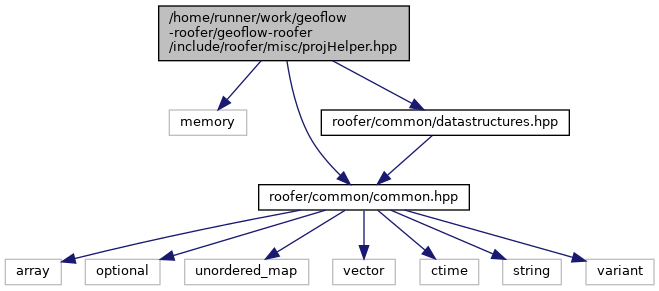 /home/runner/work/geoflow
-roofer/geoflow-roofer
/include/roofer/misc/projHelper.hpp
memory
roofer/common/datastructures.hpp
roofer/common/common.hpp
array
optional
unordered_map
vector
ctime
string
variant